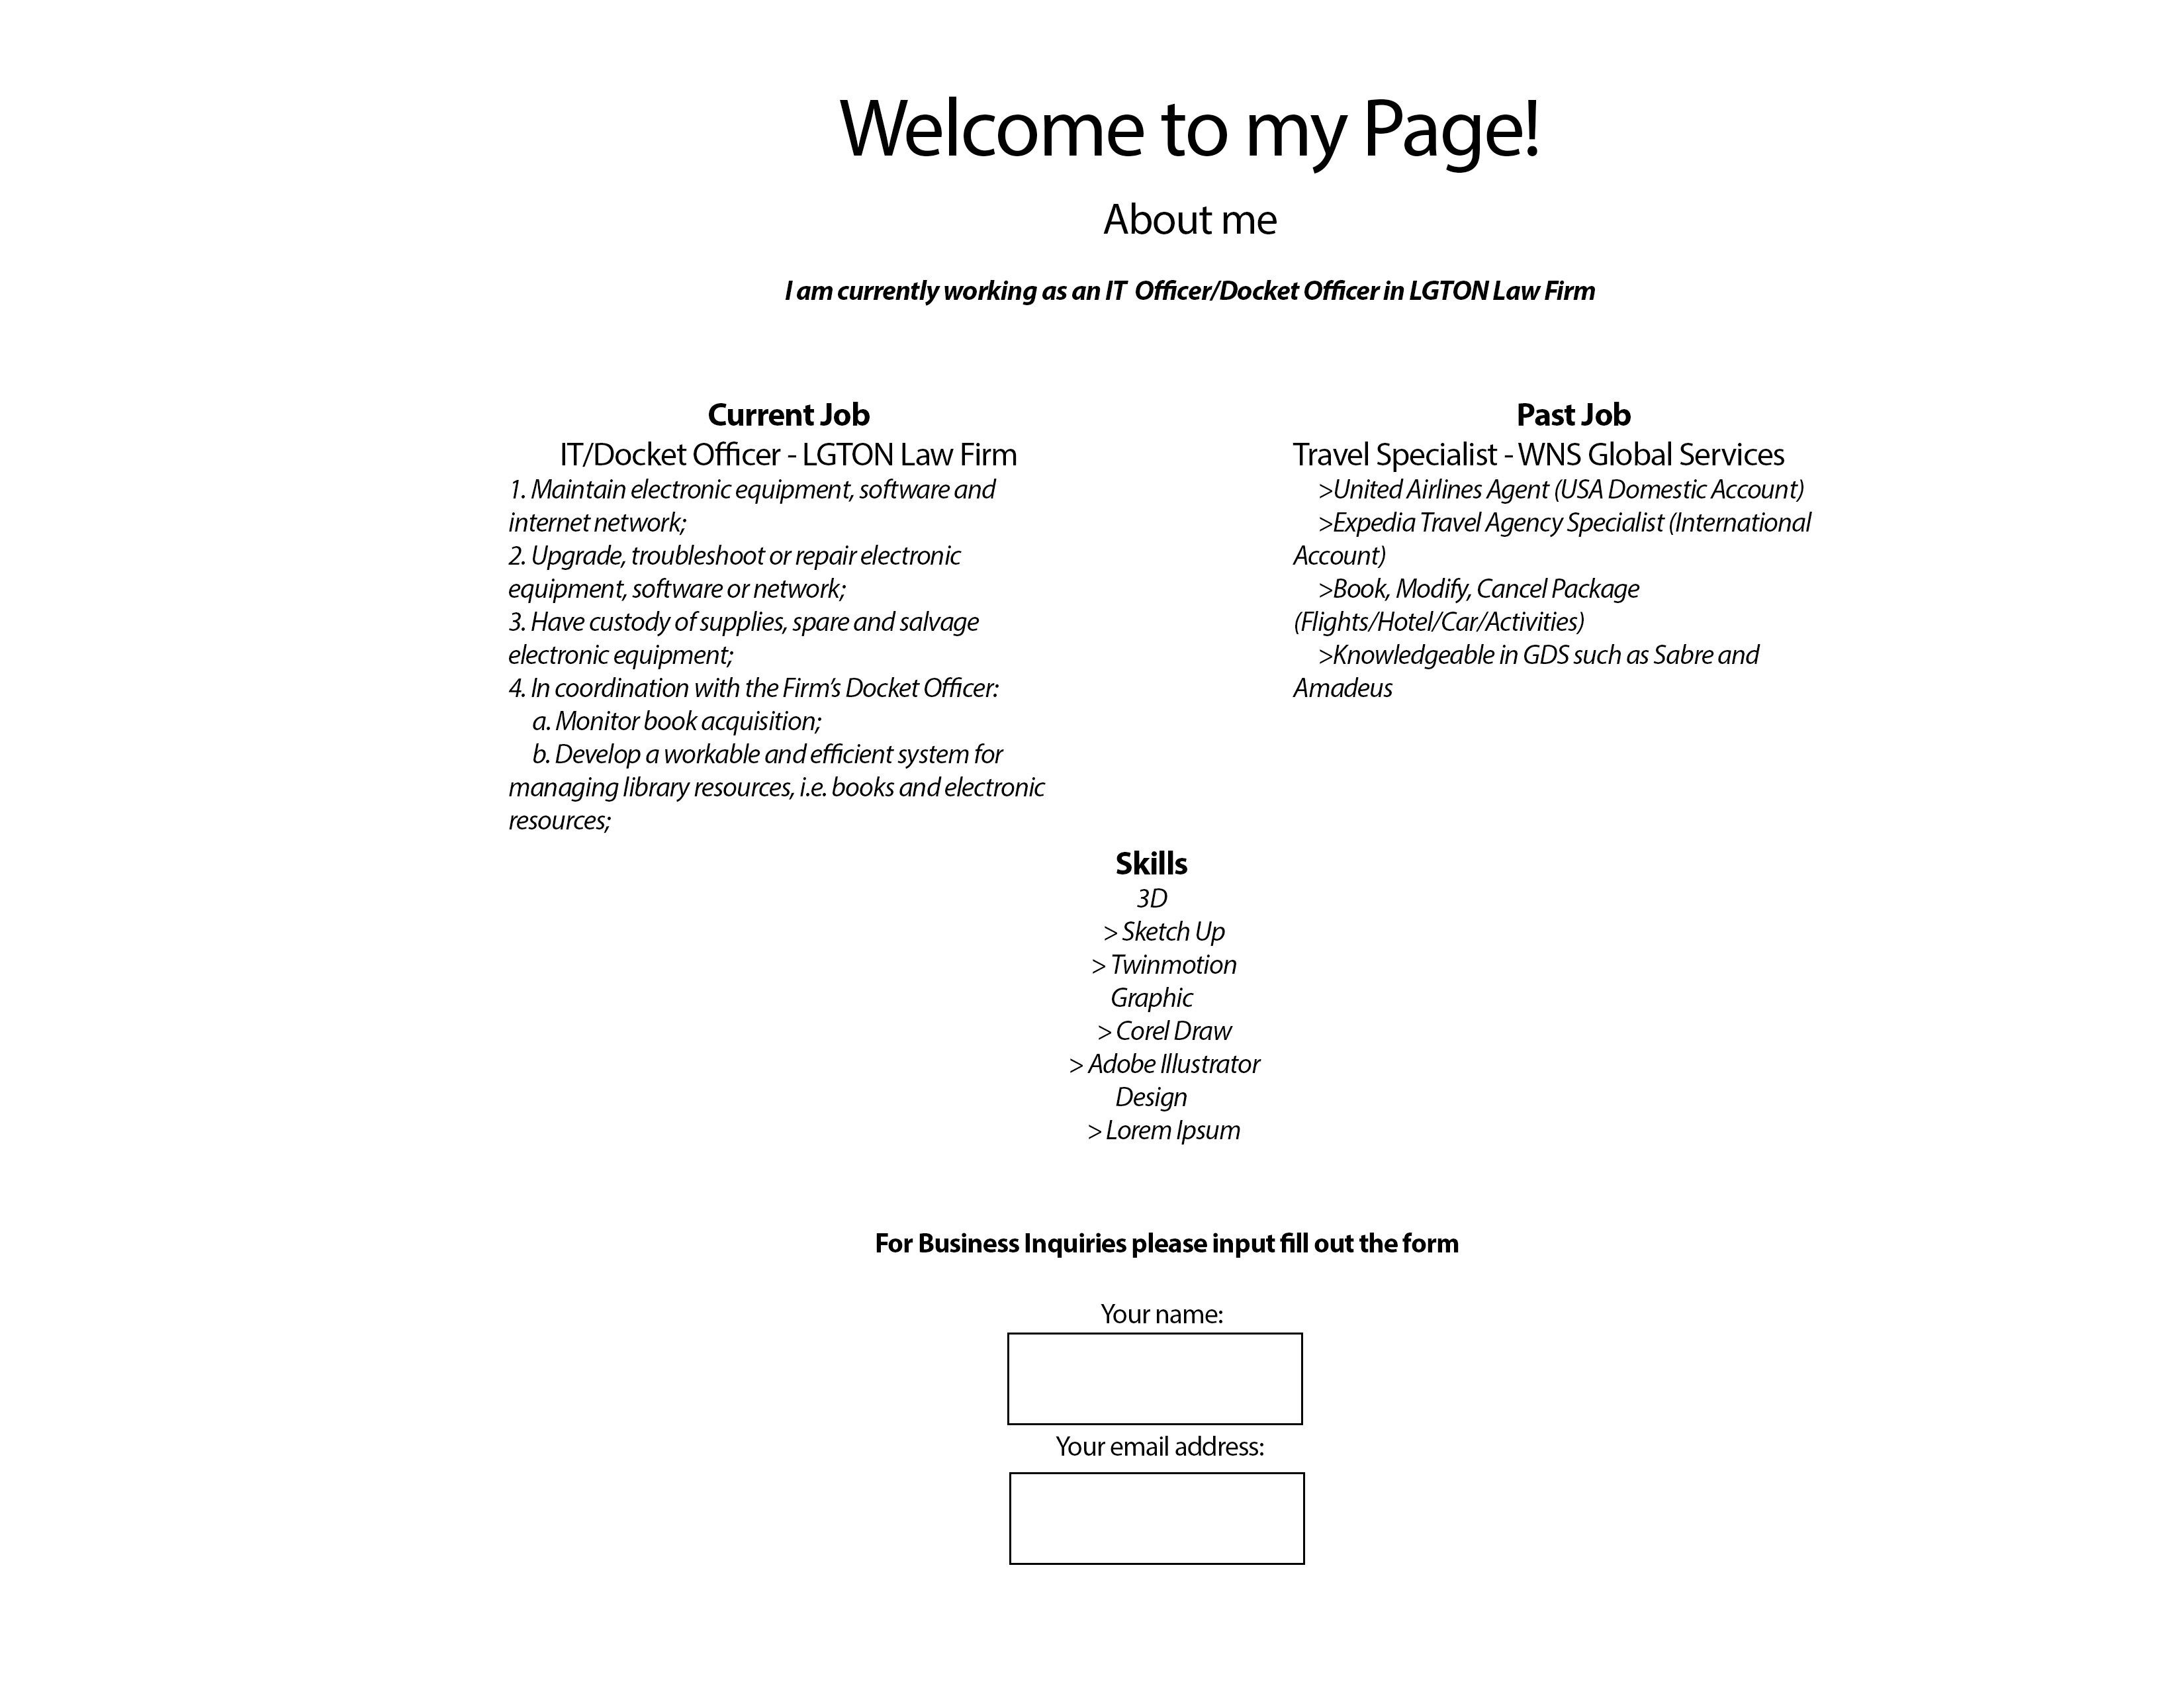 Welcome to my Page!
About me
I am currently working as an IT  Officer/Docket Officer in LGTON Law Firm
Current Job
IT/Docket Officer - LGTON Law Firm
1. Maintain electronic equipment, software and
internet network;
2. Upgrade, troubleshoot or repair electronic
equipment, software or network;
3. Have custody of supplies, spare and salvage
electronic equipment;
4. In coordination with the Firm’s Docket Officer:
a. Monitor book acquisition;
b. Develop a workable and efficient system for
managing library resources, i.e. books and electronic
resources;
Past Job
Travel Specialist - WNS Global Services
>United Airlines Agent (USA Domestic Account)
>Expedia Travel Agency Specialist (International
Account)
>Book, Modify, Cancel Package
(Flights/Hotel/Car/Activities)
>Knowledgeable in GDS such as Sabre and
Amadeus
Skills
3D
> Sketch Up
> Twinmotion
Graphic
> Corel Draw
> Adobe Illustrator
Design
> Lorem Ipsum
For Business Inquiries please input fill out the form
Your name:
Your email address: